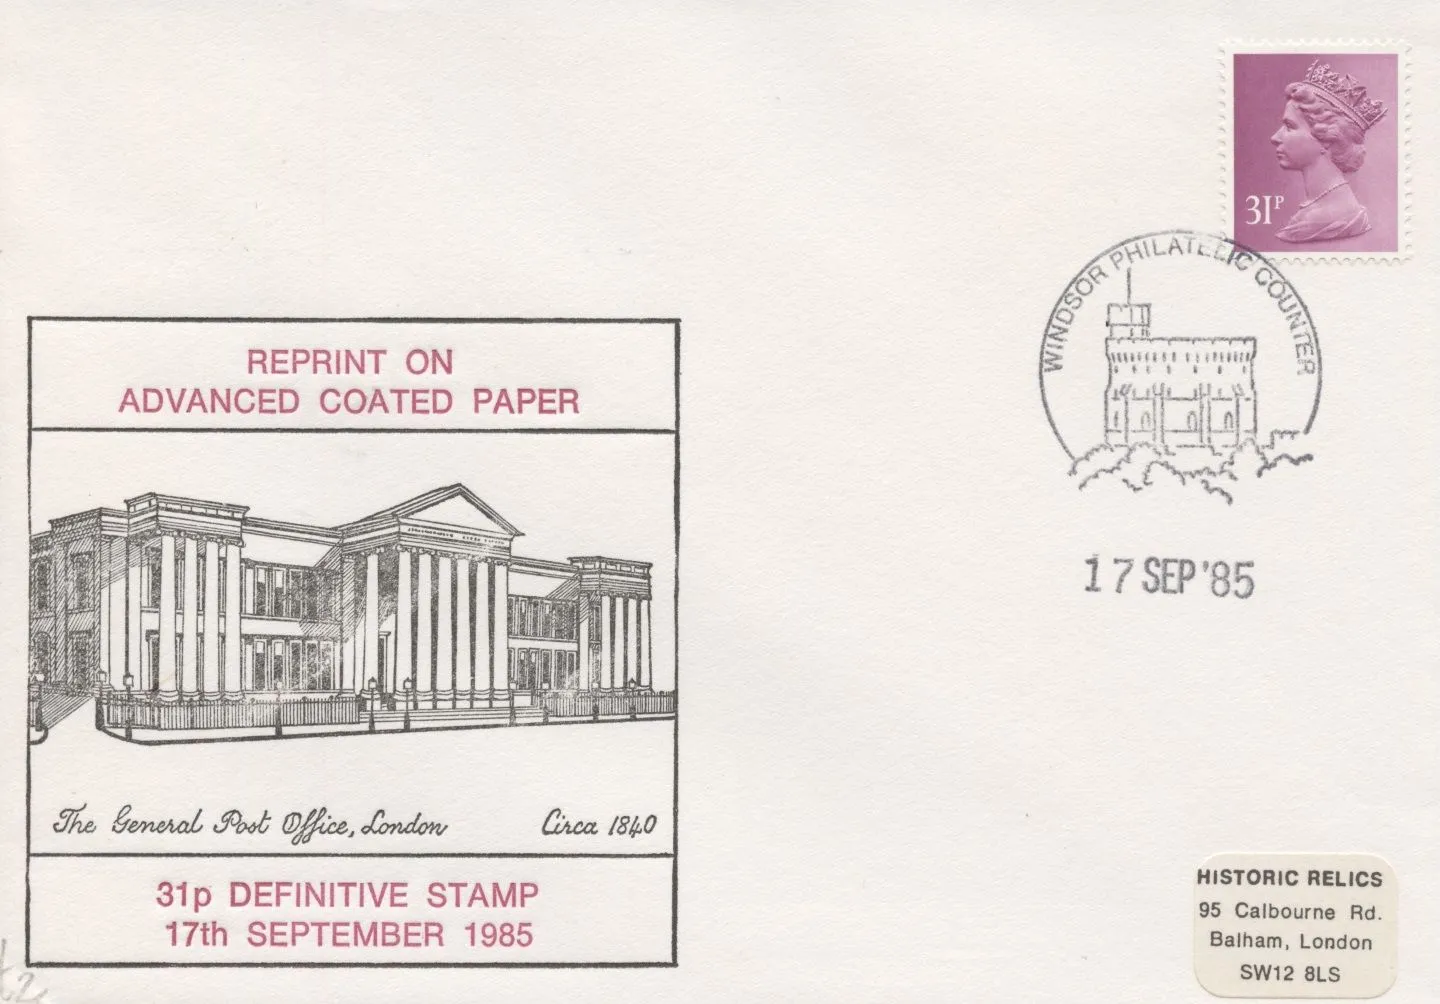 31P
WINDSOR PHILATELIC COUNTER
17 SEP '85
REPRINT ON
ADVANCED COATED PAPER
The General Post Office, London Circa 1840
31p DEFINITIVE STAMP
17th SEPTEMBER 1985
HISTORIC RELICS
95 Calbourne Rd.
Balham, London
SW12 8LS